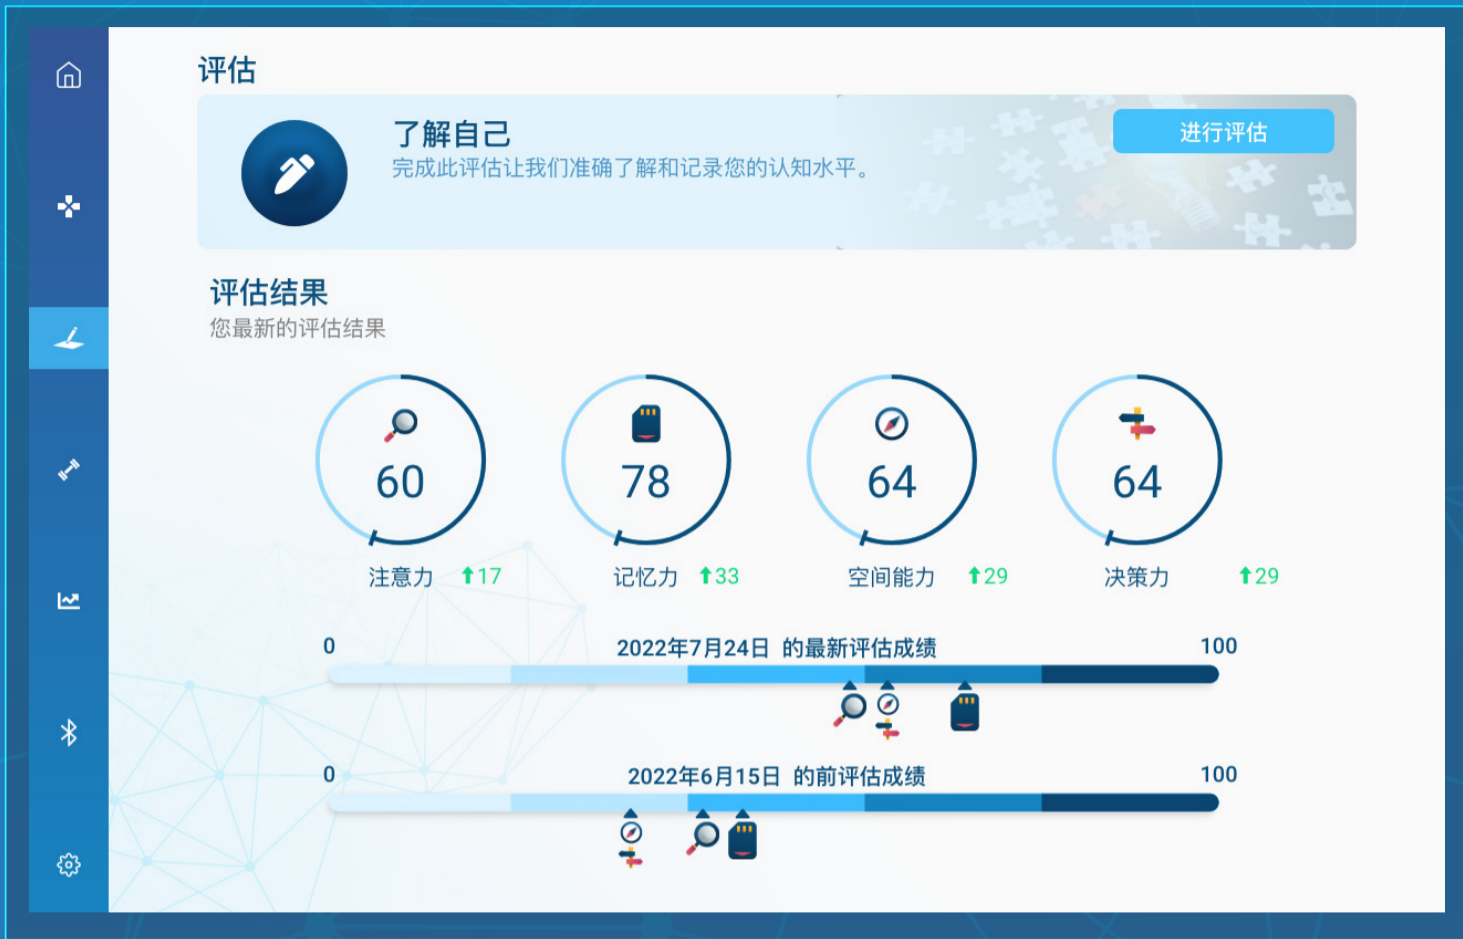 评估
了解自己
完成此评估让我们准确了解和记录您的认知水平。
进行评估
评估结果
您最新的评估结果
60
78
64
64
注意力 17
记忆力 33
空间能力 29
决策力 29
0 2022年7月24日 的最新评估成绩 100
0 2022年6月15日 的前评估成绩 100